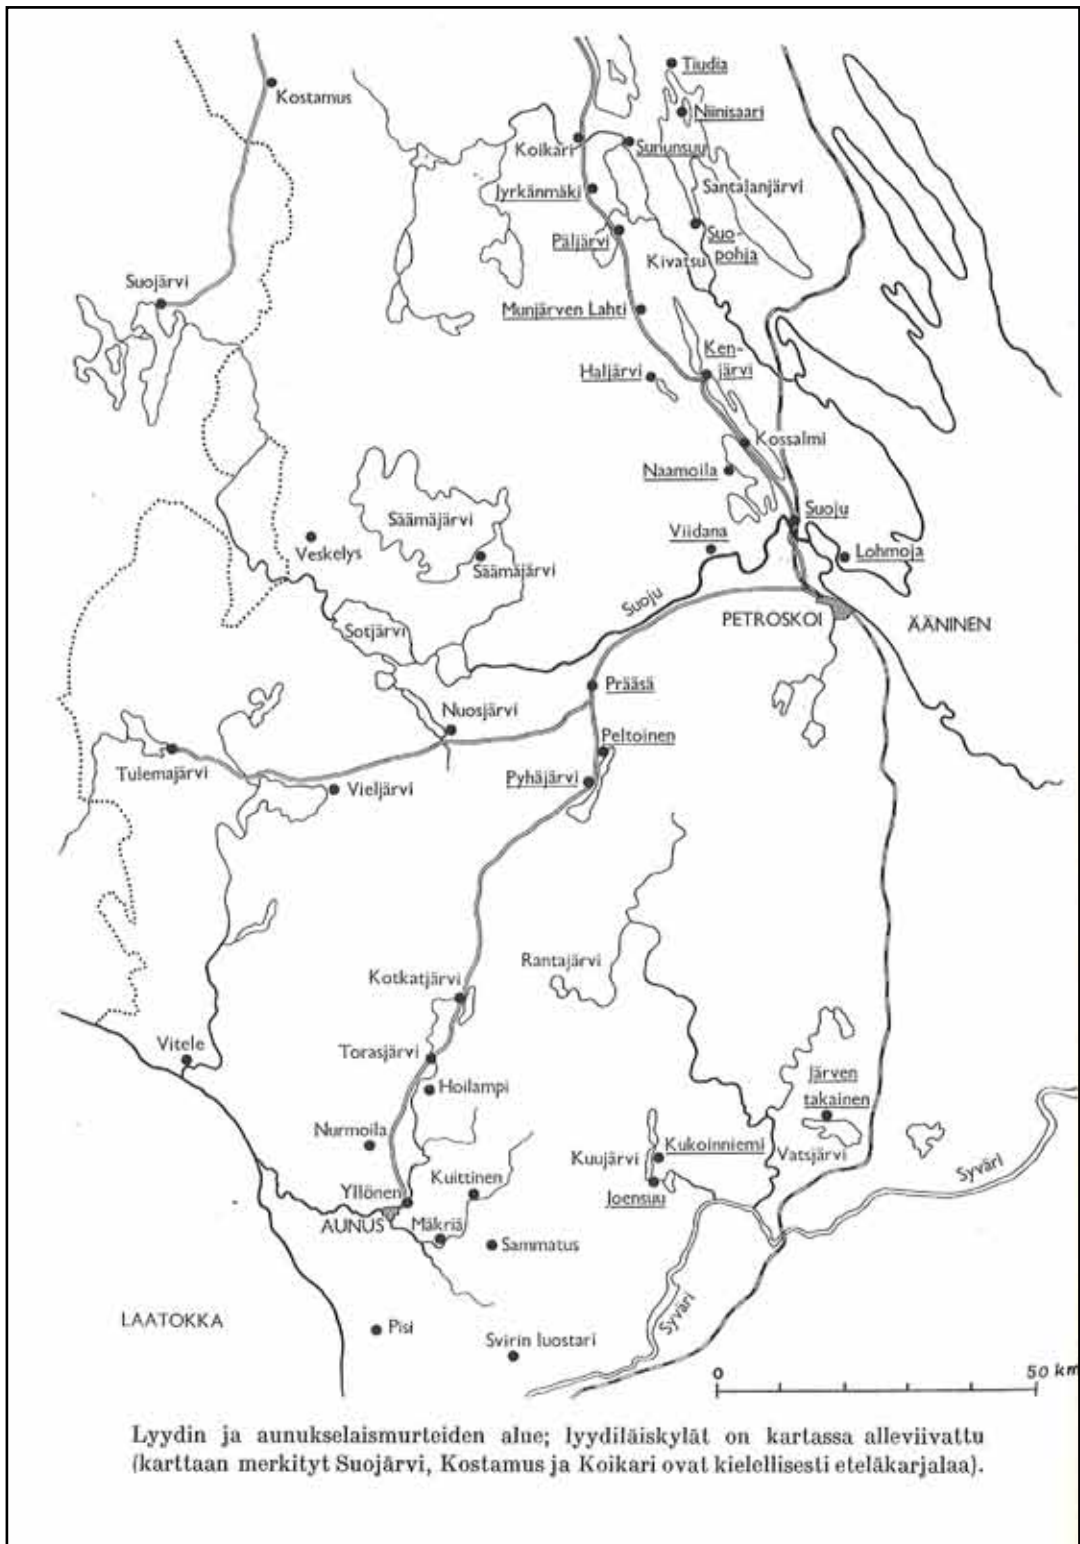 Tiudia
Kostamus
Niinisaari
Koikari
Sununsuu
Jyrkänmäki
Santalanjärvi
Päljärvi
Suo-
pohja
Kivatsu
Suojärvi
Munjärven Lahti
Ken-
järvi
Haljärvi
Kossalmi
Naamoila
Säämäjärvi
Suoju
Viidana
Veskelys
Lohmoja
Säämäjärvi
Suoju
PETROSKOI
ÄÄNINEN
Sotjärvi
Prääsä
Nuosjärvi
Peltoinen
Tulemajärvi
Pyhäjärvi
Vieljärvi
Rantajärvi
Kotkatjärvi
Vitele
Torasjärvi
Järven
takainen
Hoilampi
Nurmoila
Kukoinniemi
Kuujärvi
Vatsjärvi
Kuittinen
Syväri
Yllönen
Joensuu
AUNUS
Mäkriä
Sammatus
LAATOKKA
Pisi
Syväri
Svirin luostari
0 50 km
Lyydin ja aunukselaismurteiden alue; lyydiläiskylät on kartassa alleviivattu
(karttaan merkityt Suojärvi, Kostamus ja Koikari ovat kielellisesti eteläkarjalaa).